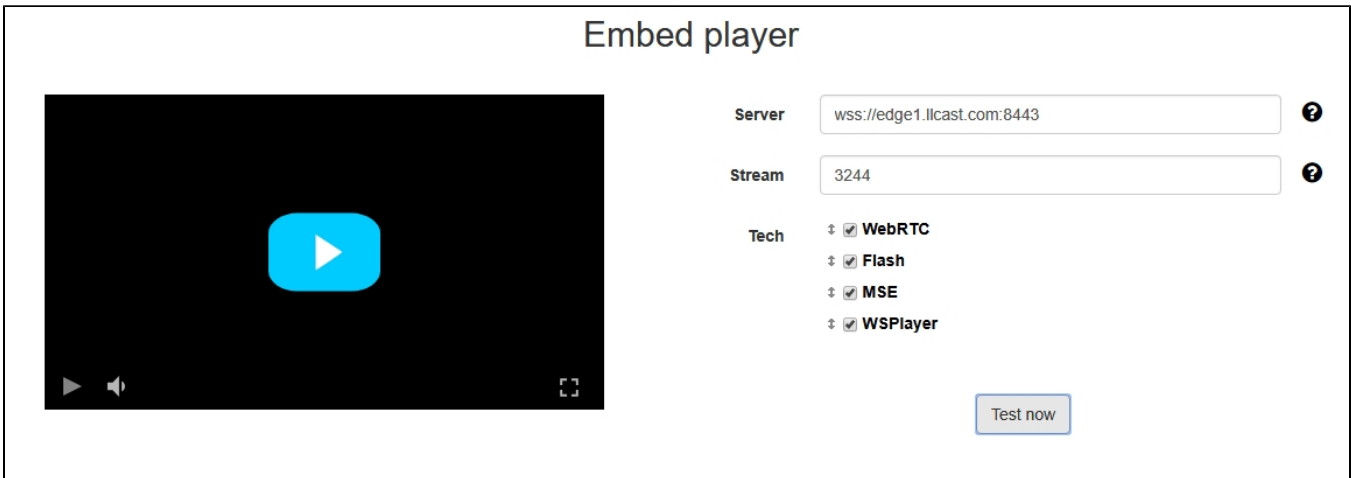 Embed player
Server
wss://edge1.llcast.com:8443
Stream
3244
Tech
WebRTC
Flash
MSE
WSPlayer
Test now